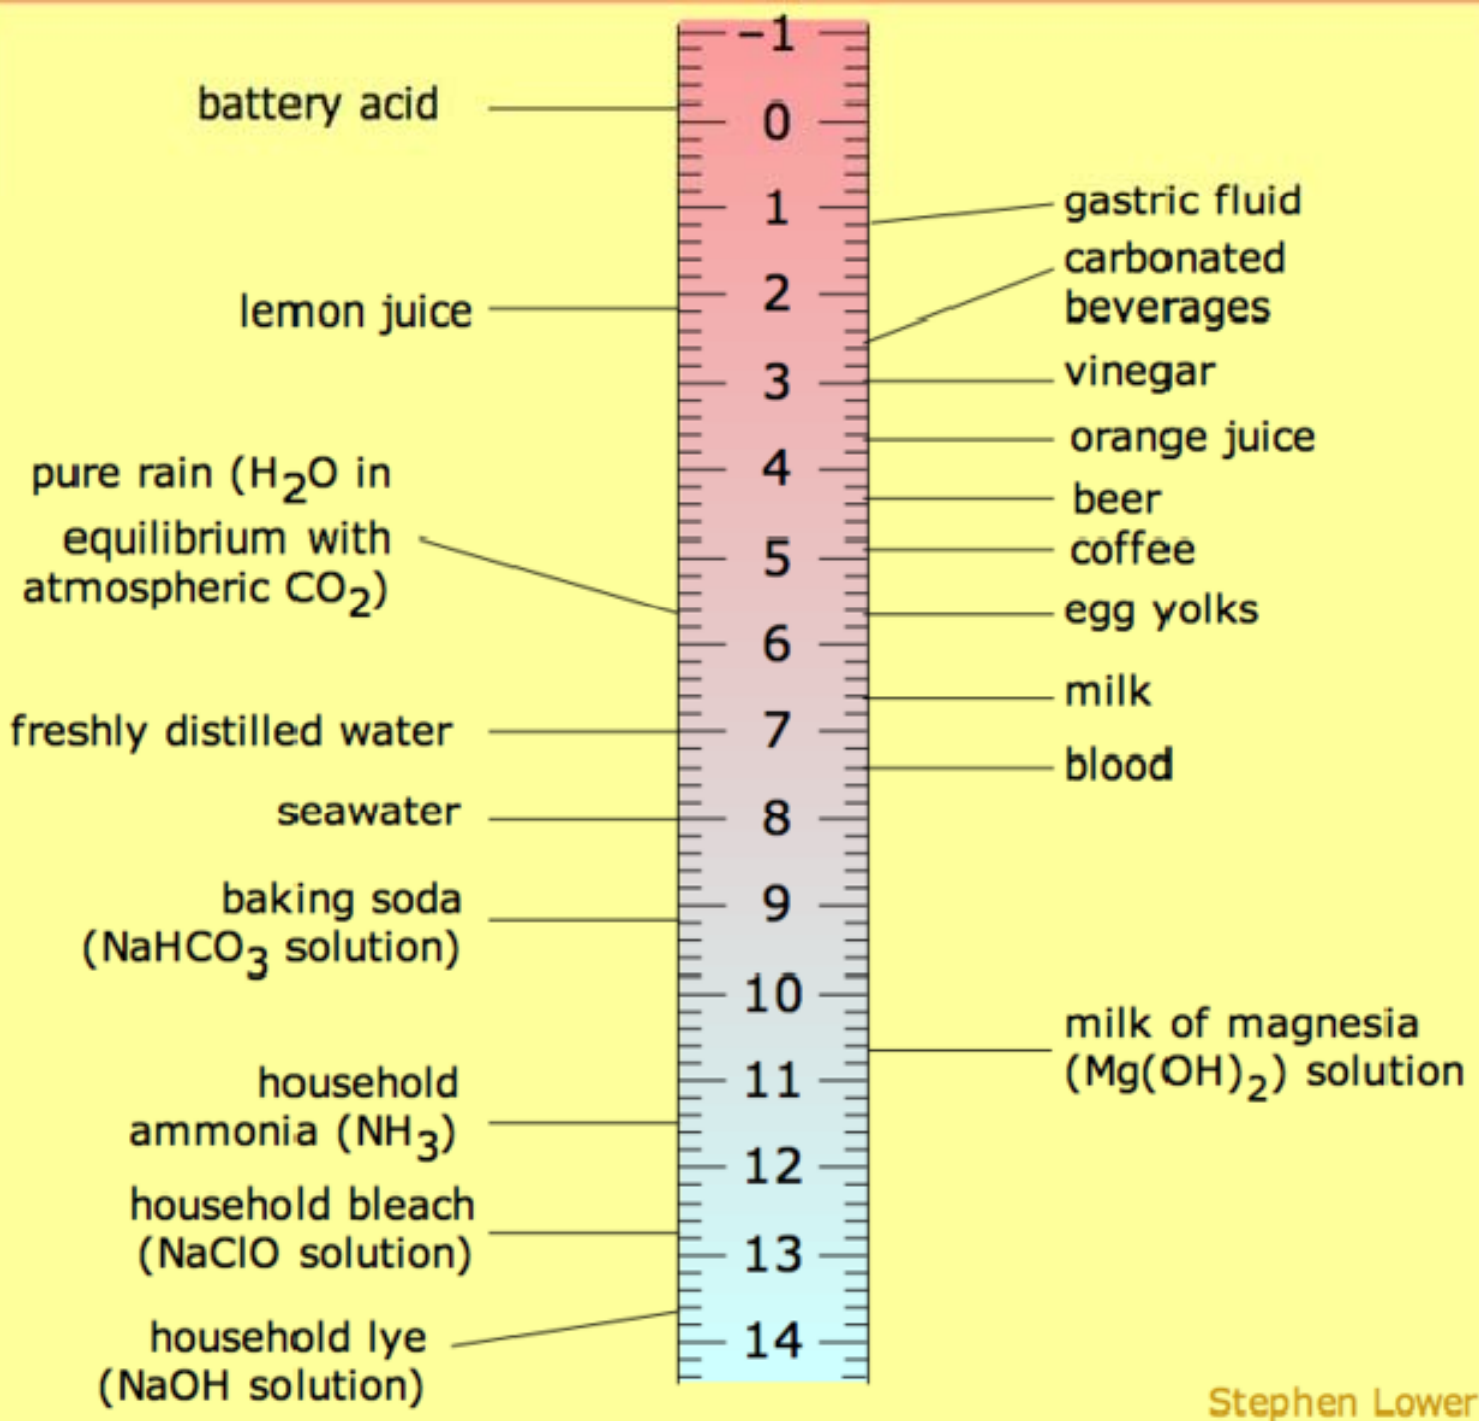 battery acid
lemon juice
pure rain (H₂O in
equilibrium with
atmospheric CO₂)
freshly distilled water
seawater
baking soda
(NaHCO₃ solution)
household
ammonia (NH₃)
household bleach
(NaClO solution)
household lye
(NaOH solution)
−1
0
1
2
3
4
5
6
7
8
9
10
11
12
13
14
gastric fluid
carbonated
beverages
vinegar
orange juice
beer
coffee
egg yolks
milk
blood
milk of magnesia
(Mg(OH)₂) solution
Stephen Lower